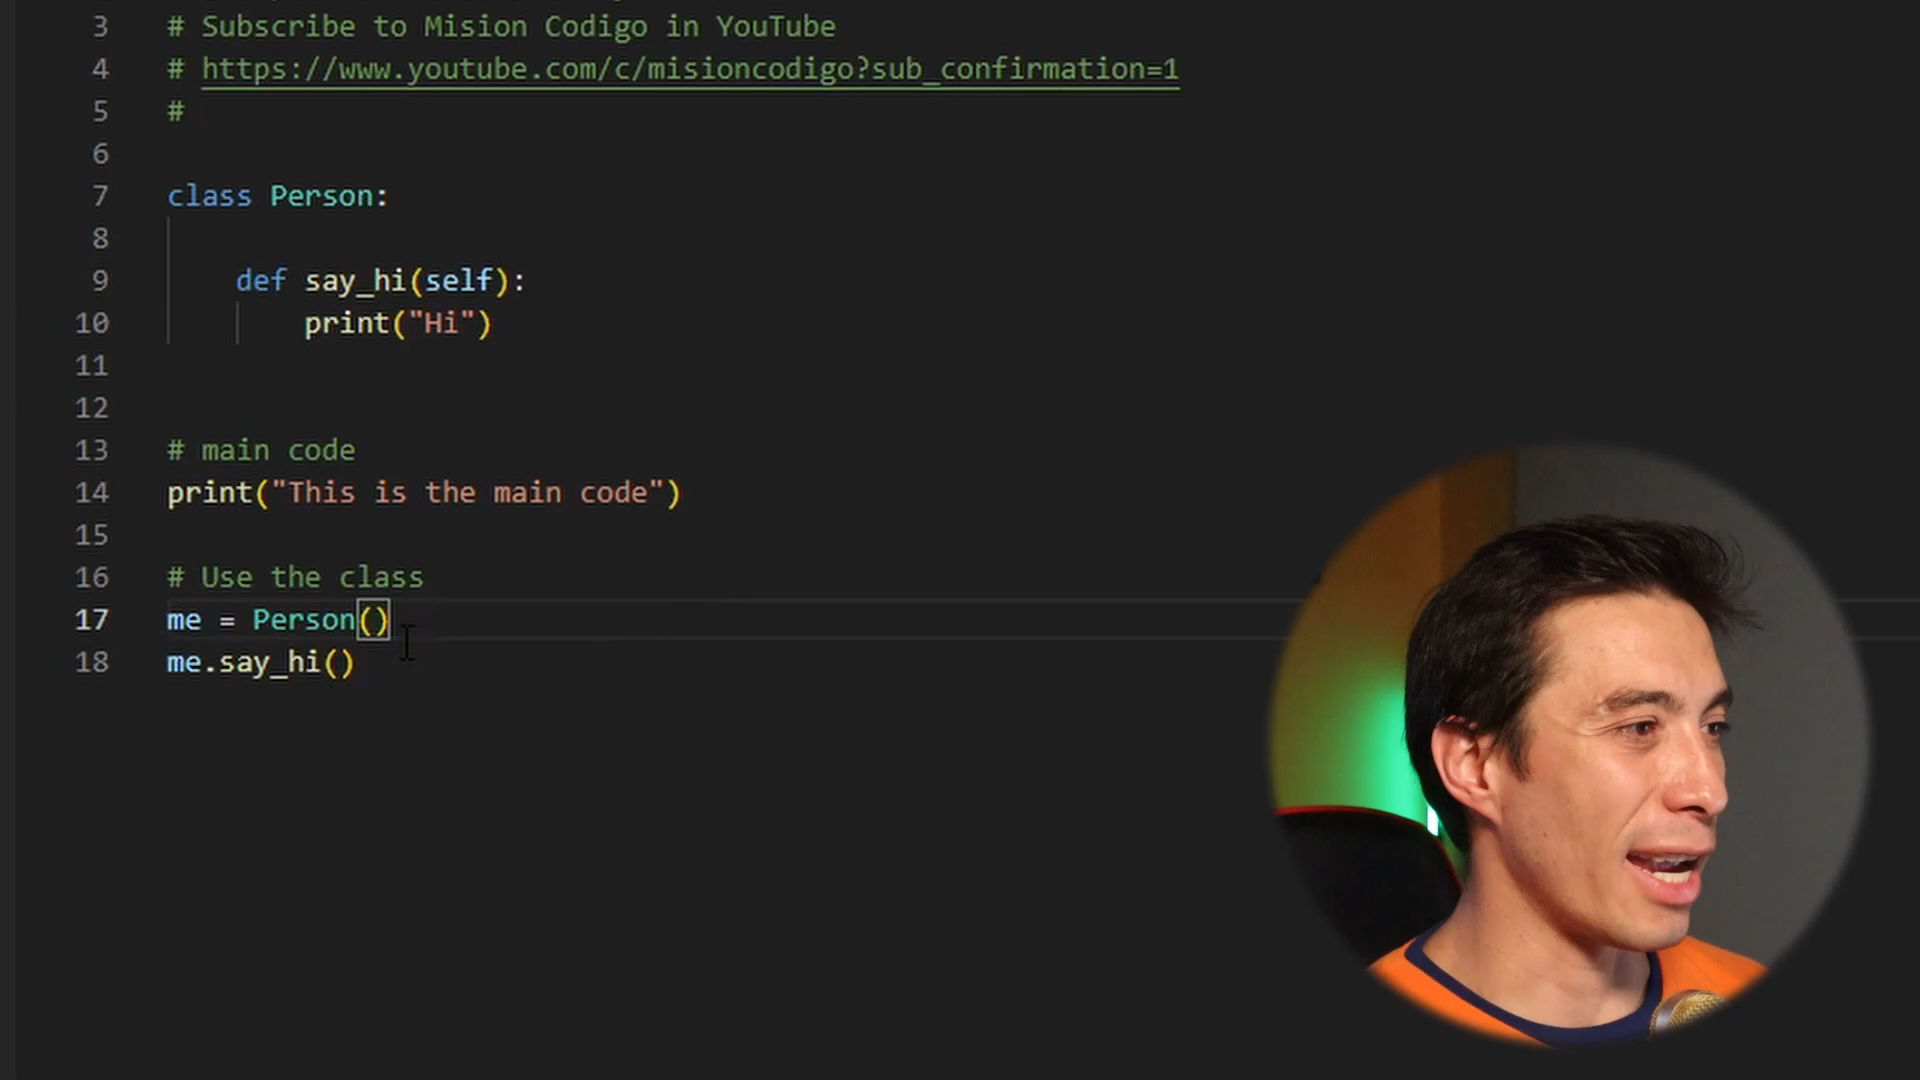 3 # Subscribe to Mision Codigo in YouTube
4 # https://www.youtube.com/c/misioncodigo?sub_confirmation=1
5 #
6
7 class Person:
8
9 def say_hi(self):
10 print("Hi")
11
12
13 # main code
14 print("This is the main code")
15
16 # Use the class
17 me = Person()
18 me.say_hi()